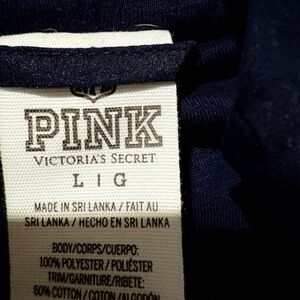 PINK
VICTORIA'S SECRET
L | G
MADE IN SRI LANKA / FAIT AU
SRI LANKA / HECHO EN SRI LANKA
BODY/CORPS/CUERPO:
100% POLYESTER / POLIÉSTER
TRIM/GARNITURE/RIBETE:
60% COTTON / COTON / ALGODÓN